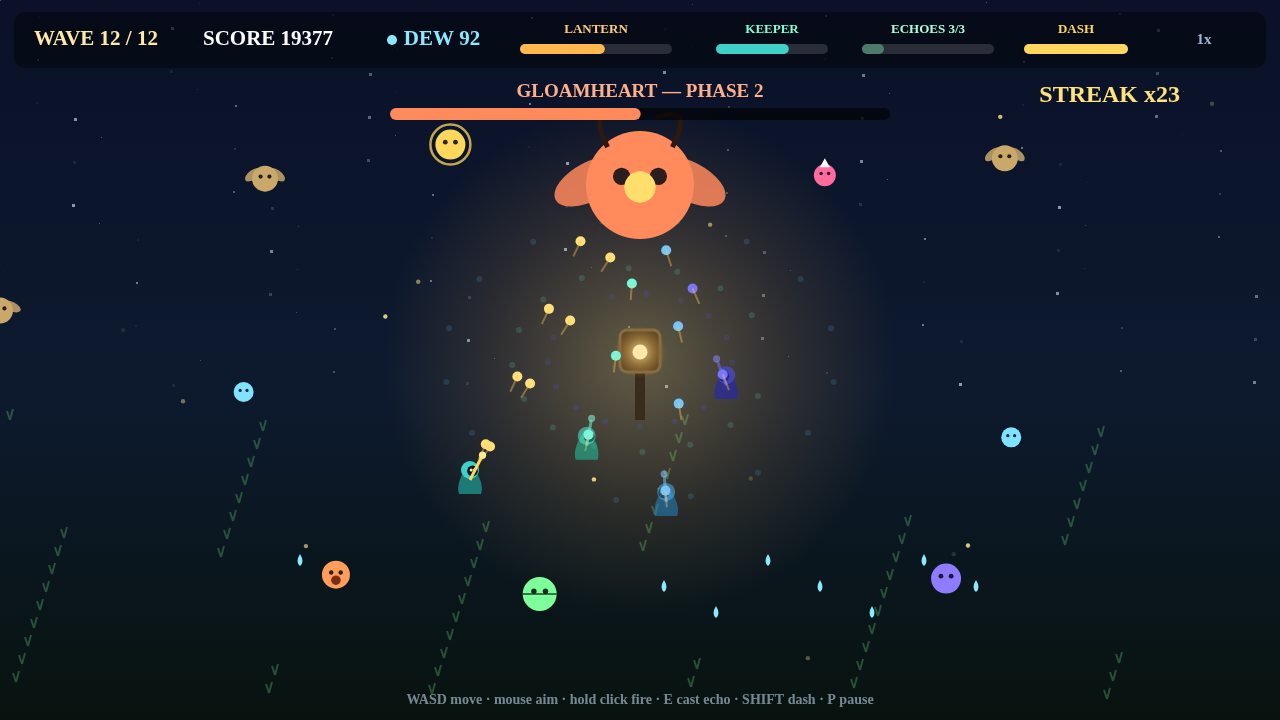 WAVE 12 / 12
SCORE 19377
DEW 92
LANTERN
KEEPER
ECHOES 3/3
DASH
1x
GLOAMHEART — PHASE 2
STREAK x23
WASD move · mouse aim · hold click fire · E cast echo · SHIFT dash · P pause